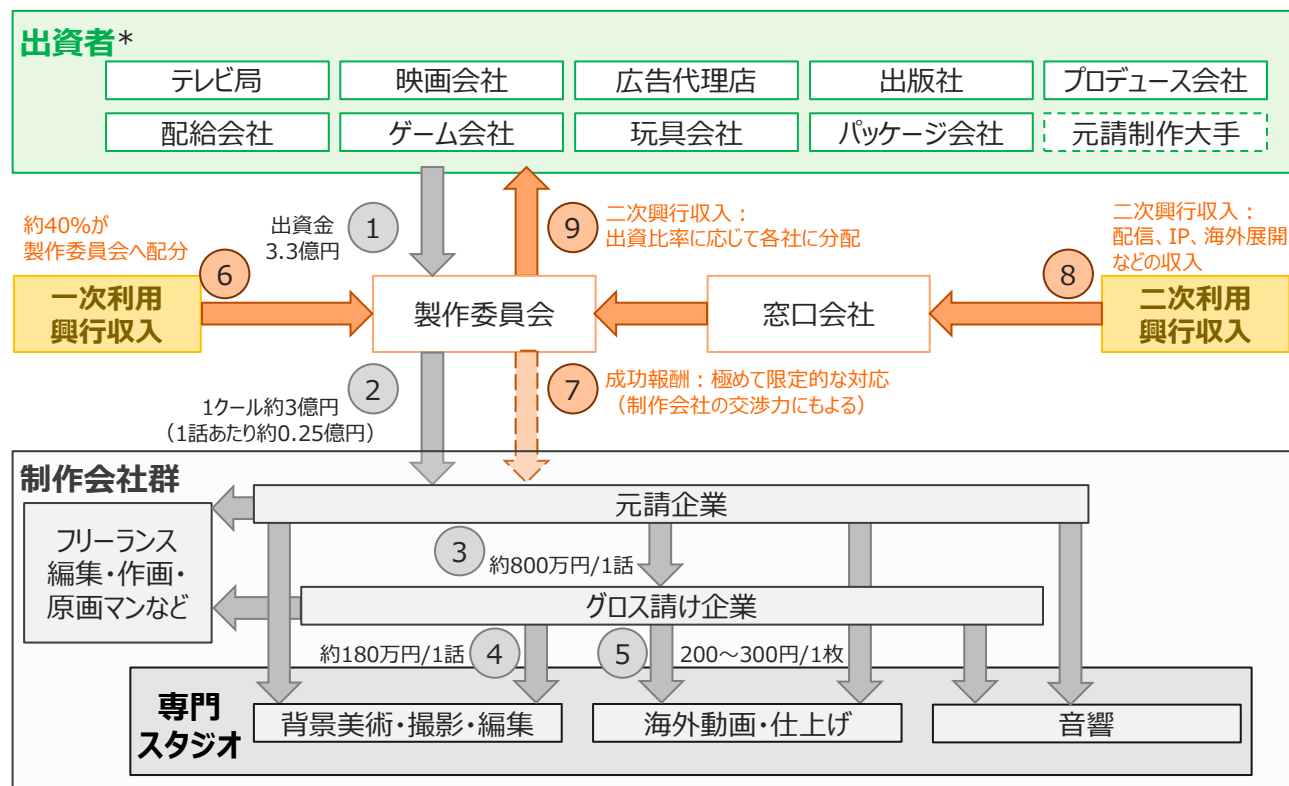 出資者*
テレビ局
映画会社
広告代理店
出版社
プロデュース会社
配給会社
ゲーム会社
玩具会社
パッケージ会社
元請制作大手
約40%が
製作委員会へ配分
6
出資金
3.3億円
1
9
二次興行収入：
出資比率に応じて各社に分配
二次興行収入：
配信、IP、海外展開
などの収入
8
一次利用
興行収入
製作委員会
窓口会社
二次利用
興行収入
2
1クール約3億円
（1話あたり約0.25億円）
7
成功報酬：極めて限定的な対応
（制作会社の交渉力にもよる）
制作会社群
元請企業
フリーランス
編集・作画・
原画マンなど
3
約800万円/1話
グロス請け企業
約180万円/1話
4
5
200～300円/1枚
専門
スタジオ
背景美術・撮影・編集
海外動画・仕上げ
音響